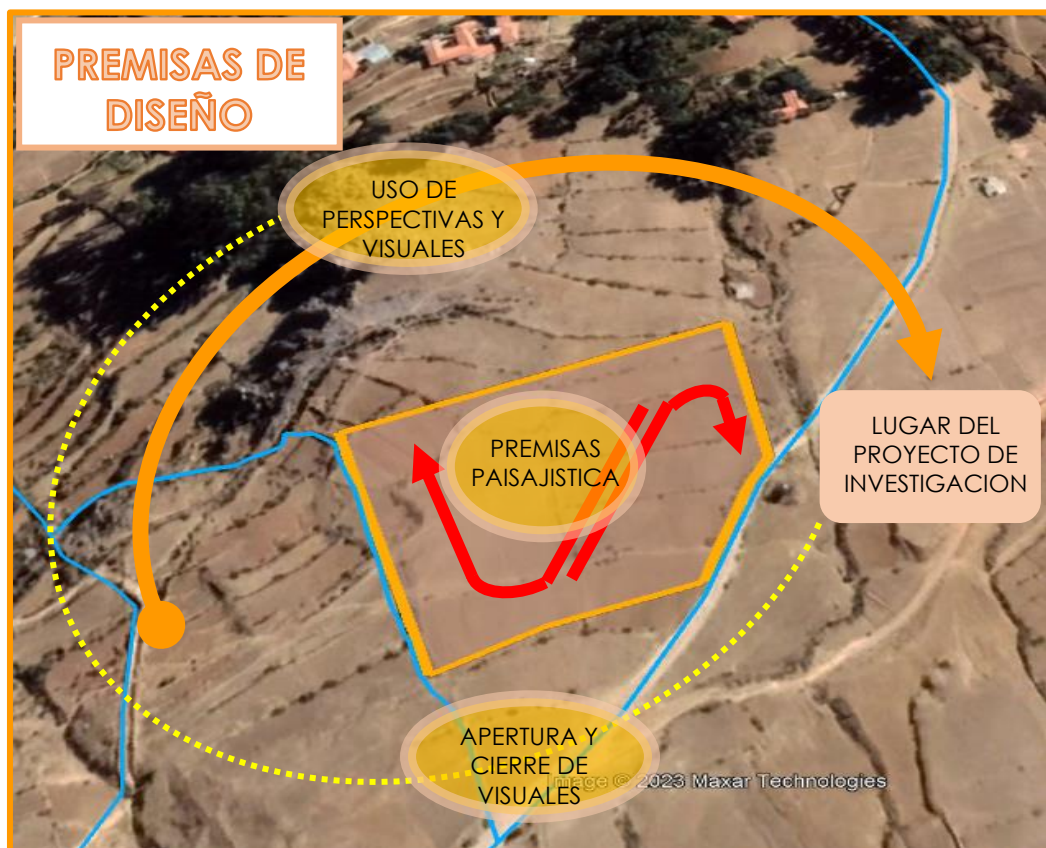 PREMISAS DE
DISEÑO
USO DE
PERSPECTIVAS Y
VISUALES
PREMISAS
PAISAJISTICA
LUGAR DEL
PROYECTO DE
INVESTIGACION
APERTURA Y
CIERRE DE
VISUALES
Image © 2023 Maxar Technologies